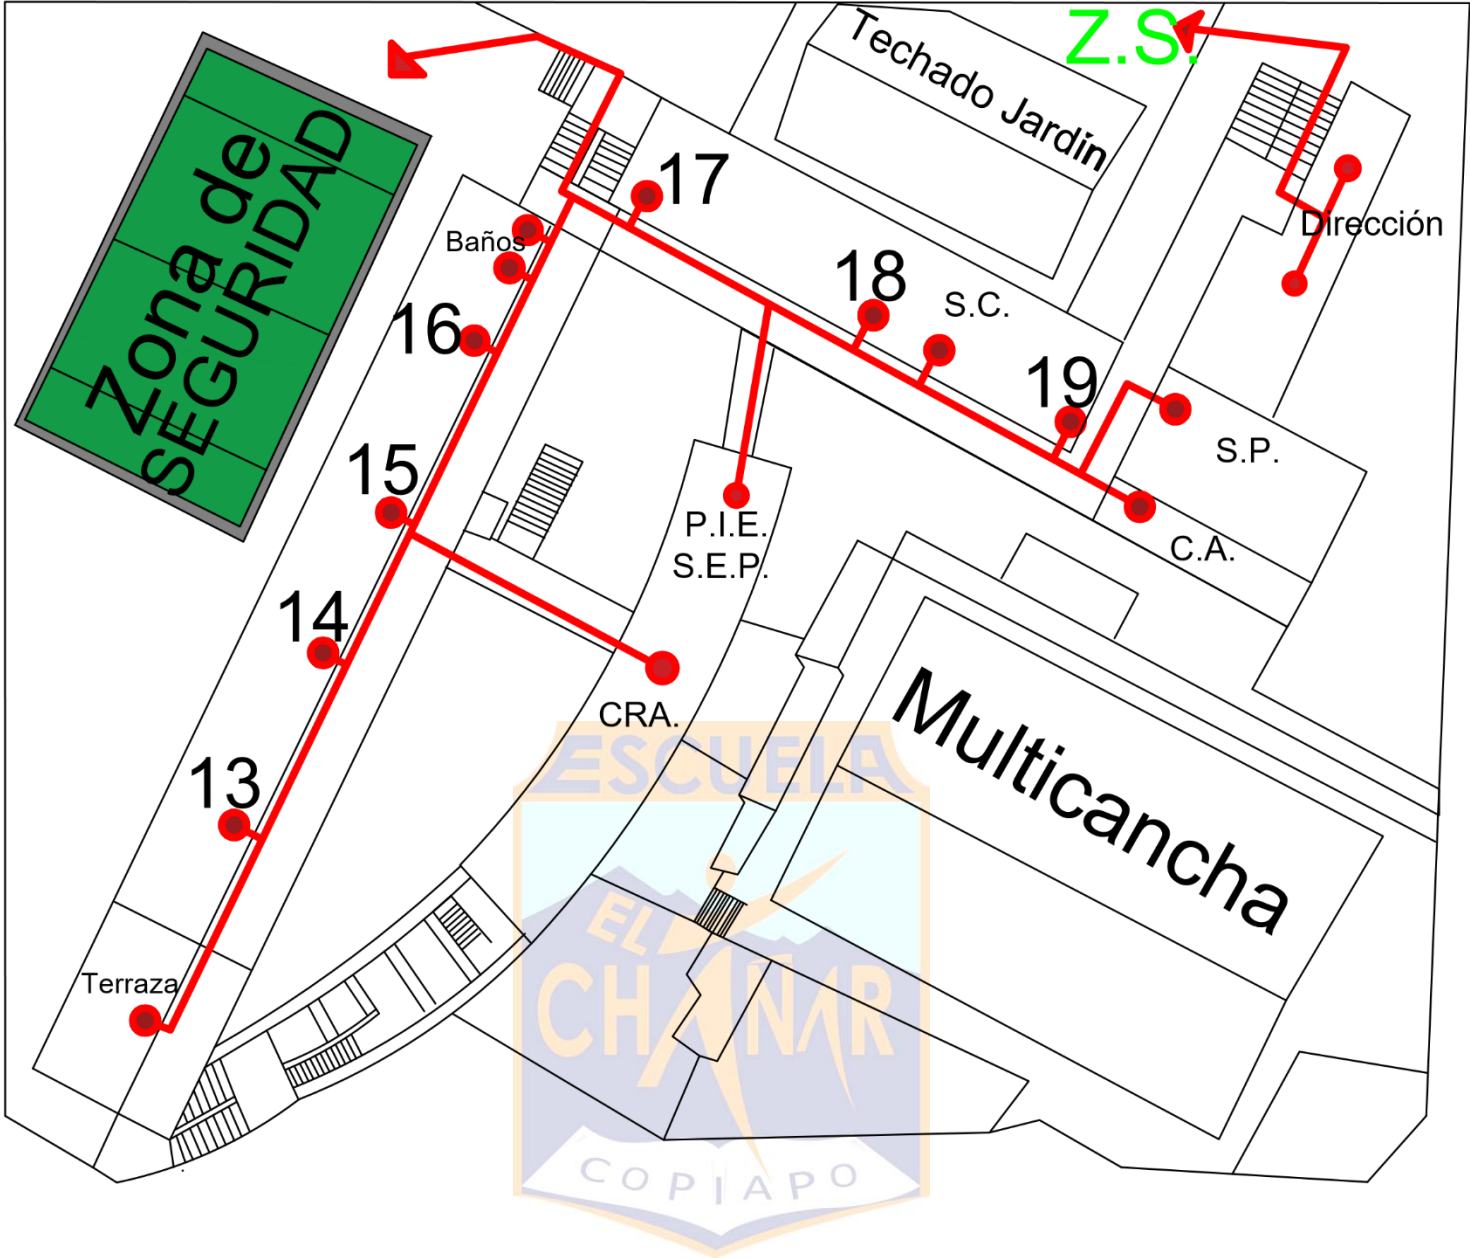 Z.S.
Techado Jardín
Zona de
SEGURIDAD
17
Dirección
Baños
18
S.C.
16
19
S.P.
15
P.I.E.
S.E.P.
C.A.
14
CRA.
Multicancha
13
Terraza
ESCUELA
EL
CHAÑAR
COPIAPO